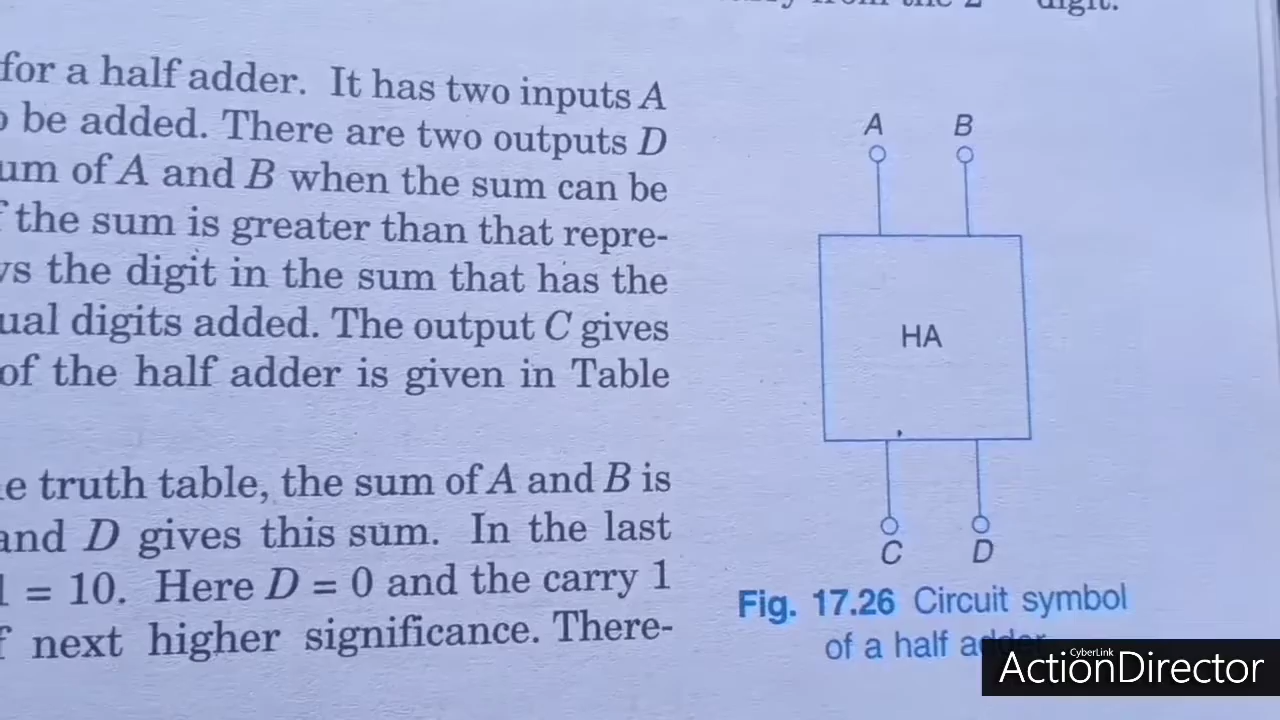 digit.
for a half adder. It has two inputs A
be added. There are two outputs D
of A and B when the sum can be
the sum is greater than that repre-
the digit in the sum that has the
digits added. The output C gives
of the half adder is given in Table
truth table, the sum of A and B is
and D gives this sum. In the last
1 = 10. Here D = 0 and the carry 1
next higher significance. There-
A B
HA
C D
Fig. 17.26 Circuit symbol
of a half adder
CyberLink
ActionDirector